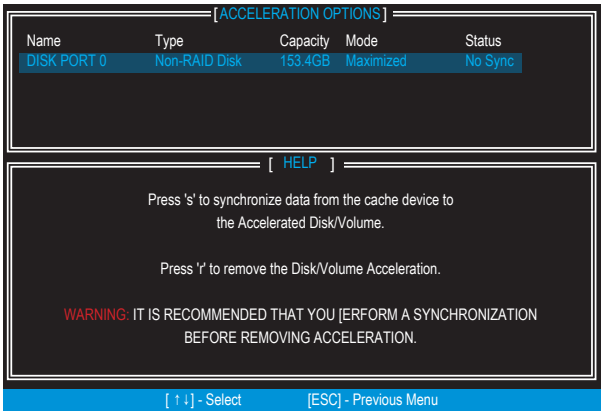 [ACCELERATION OPTIONS]
Name Type Capacity Mode Status
DISK PORT 0 Non-RAID Disk 153.4GB Maximized No Sync
[ HELP ]
Press 's' to synchronize data from the cache device to
the Accelerated Disk/Volume.
Press 'r' to remove the Disk/Volume Acceleration.
WARNING: IT IS RECOMMENDED THAT YOU [ERFORM A SYNCHRONIZATION
BEFORE REMOVING ACCELERATION.
[ ↑↓] - Select [ESC] - Previous Menu